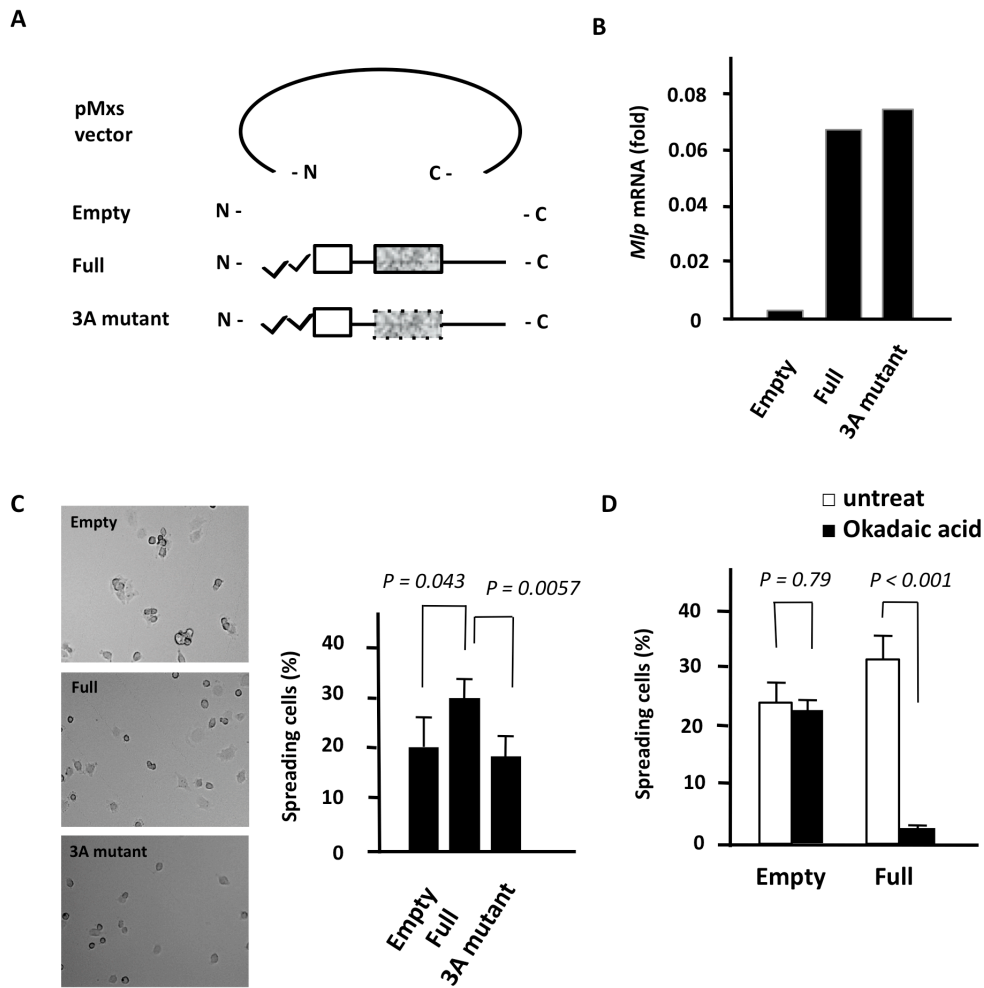 A
pMxs
vector
- N
C -
Empty
N -
- C
Full
N -
- C
3A mutant
N -
- C
B
Mlp mRNA (fold)
0.08
0.06
0.04
0.02
0
Empty
Full
3A mutant
C
Empty
Full
3A mutant
Spreading cells (%)
P = 0.043
P = 0.0057
40
30
20
10
0
Empty
Full
3A mutant
D
untreat
Okadaic acid
Spreading cells (%)
P = 0.79
P < 0.001
40
30
20
10
0
Empty
Full